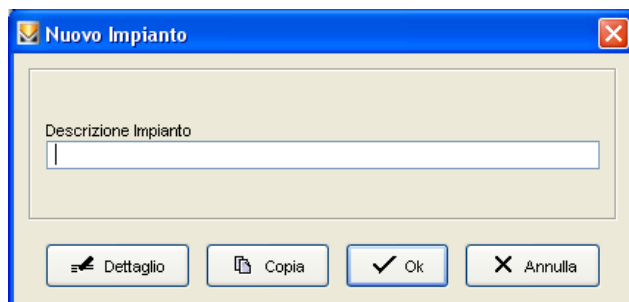 Nuovo Impianto
Descrizione Impianto
Dettaglio Copia Ok Annulla